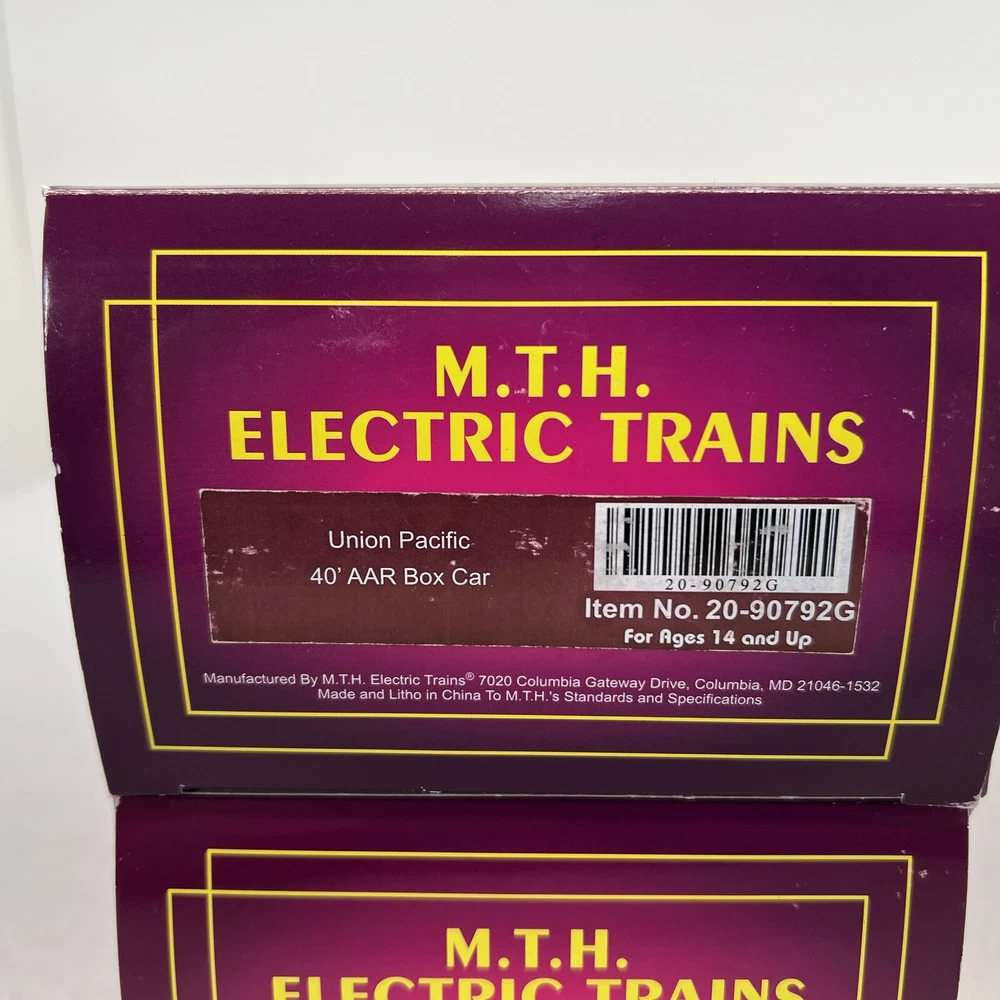 M.T.H.
ELECTRIC TRAINS
Union Pacific
40' AAR Box Car
20-90792G
Item No. 20-90792G
For Ages 14 and Up
Manufactured By M.T.H. Electric Trains® 7020 Columbia Gateway Drive, Columbia, MD 21046-1532
Made and Litho in China To M.T.H.'s Standards and Specifications
M.T.H.
ELECTRIC TRAINS